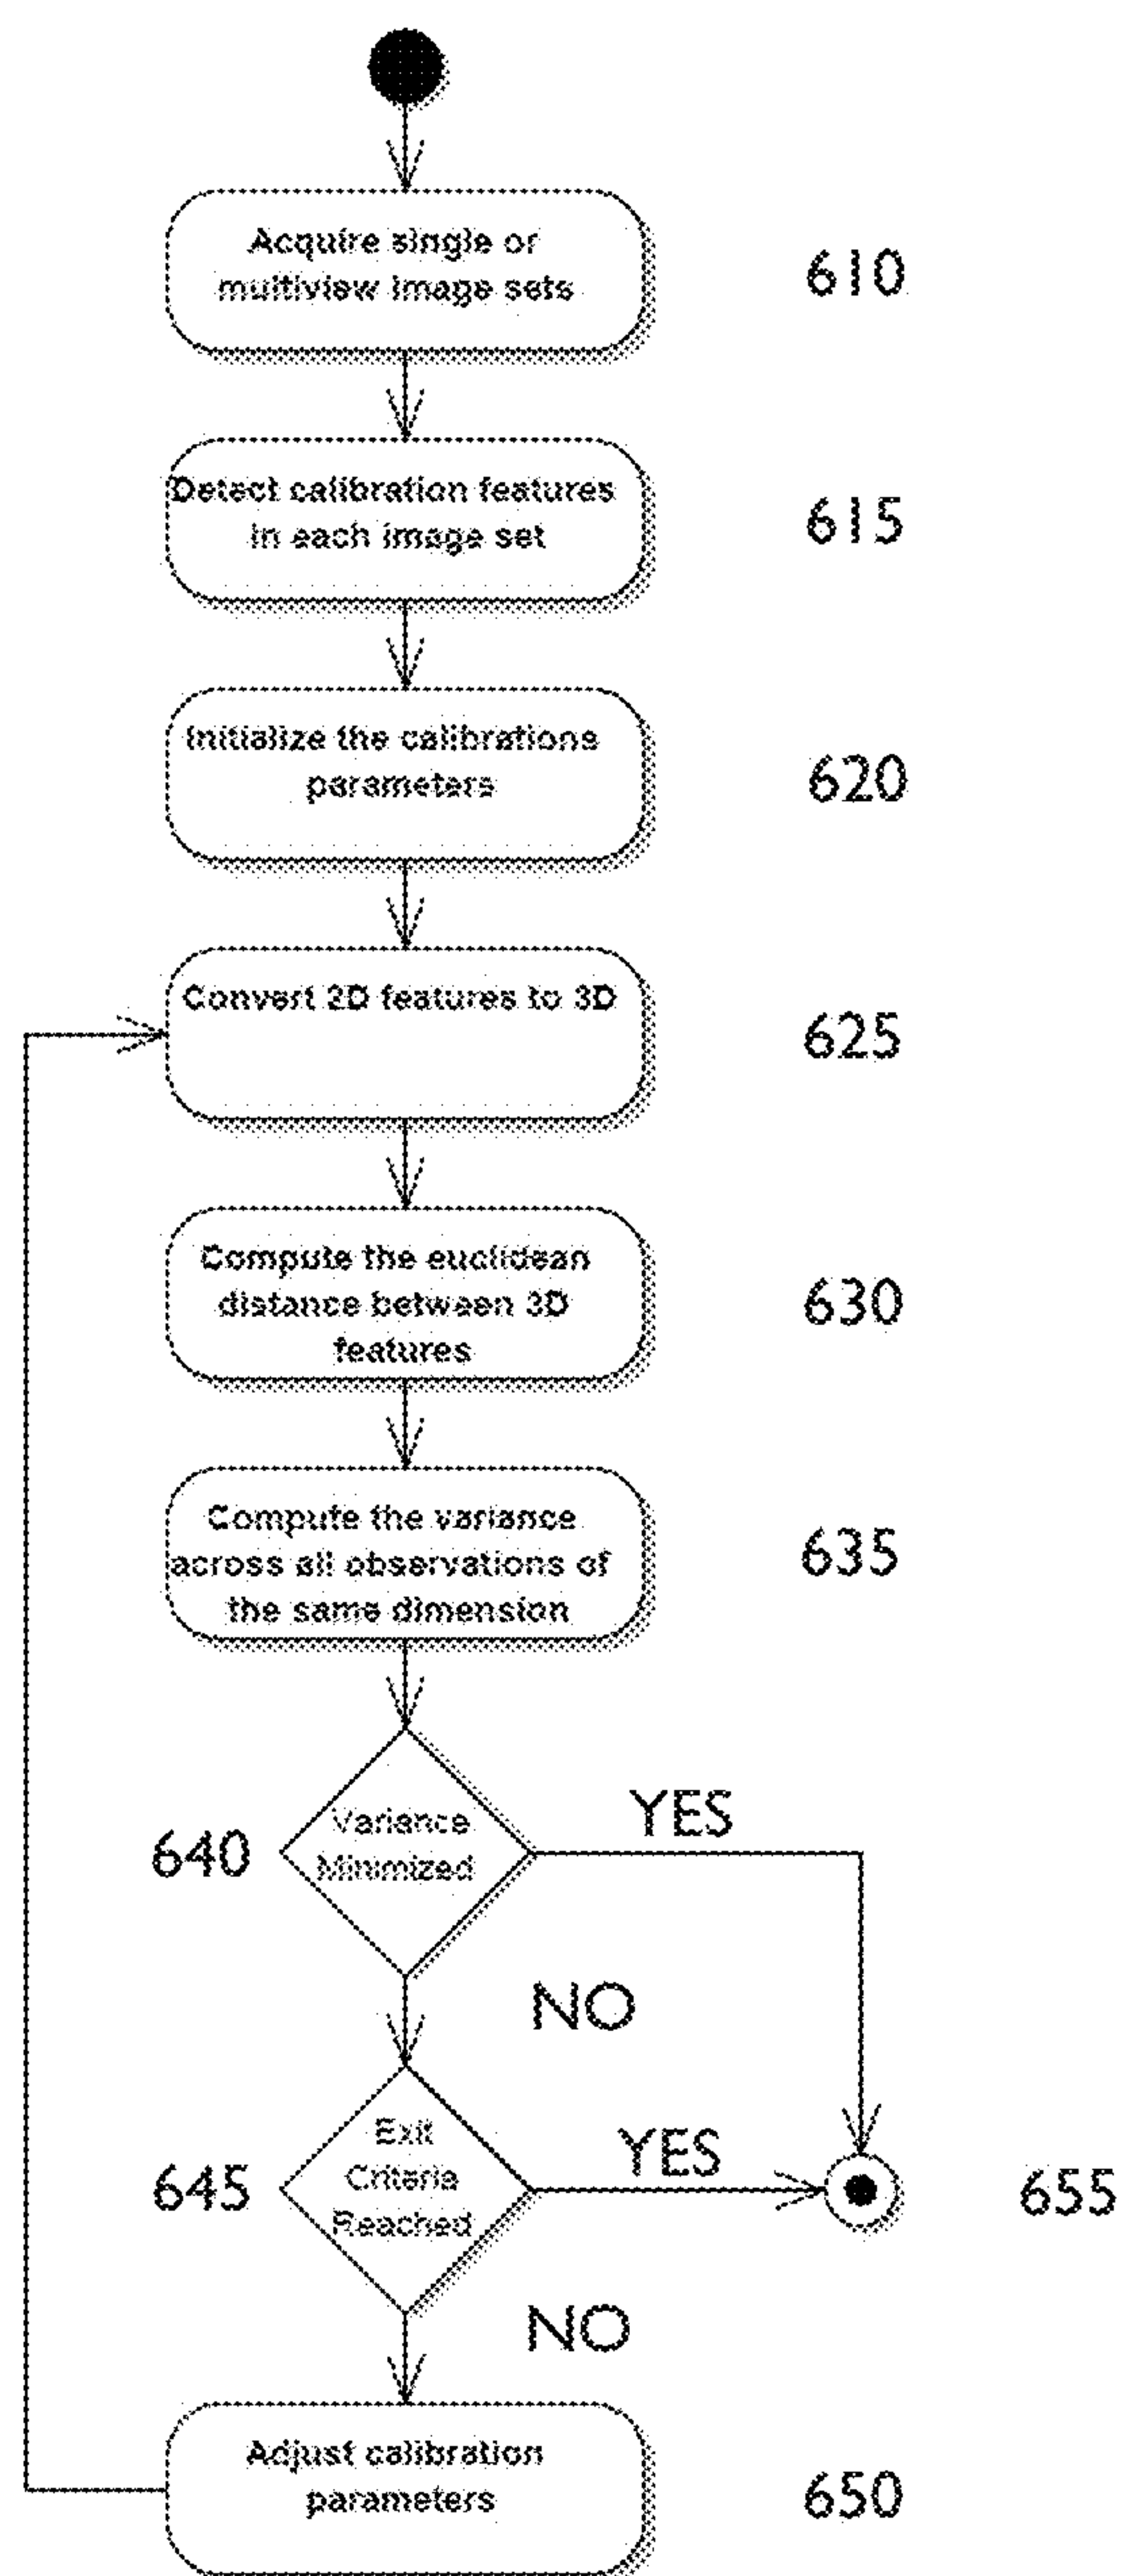 Acquire single or
multiview image sets
610
Detect calibration features
in each image set
615
Initialize the calibrations
parameters
620
Convert 2D features to 3D
625
Compute the euclidean
distance between 3D
features
630
Compute the variance
across all observations of
the same dimension
635
640
Variance
Minimized
YES
NO
645
Exit
Criteria
Reached
YES
655
NO
Adjust calibration
parameters
650